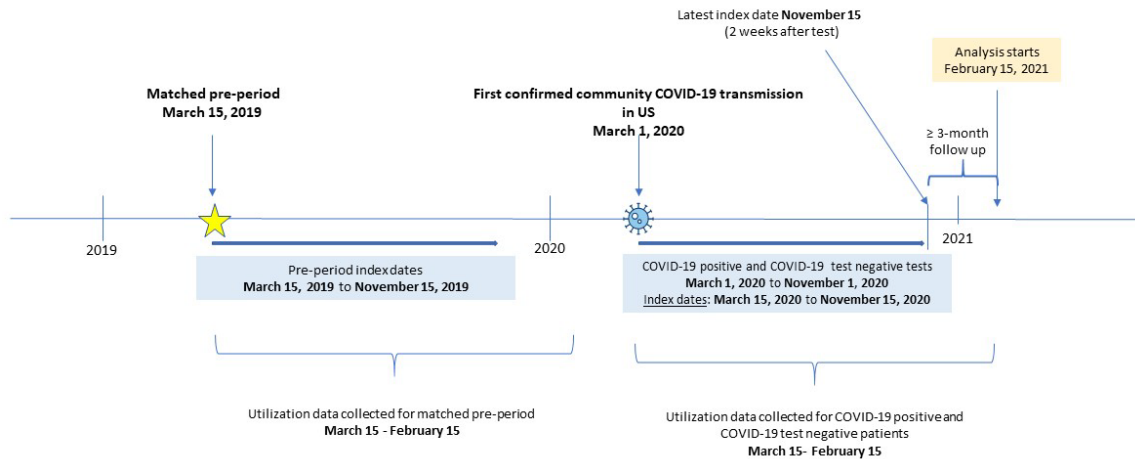 Latest index date November 15
(2 weeks after test)
Analysis starts
February 15, 2021
Matched pre-period
March 15, 2019
First confirmed community COVID-19 transmission
in US
March 1, 2020
≥ 3-month
follow up
2019
2020
2021
Pre-period index dates
March 15, 2019 to November 15, 2019
COVID-19 positive and COVID-19 test negative tests
March 1, 2020 to November 1, 2020
Index dates: March 15, 2020 to November 15, 2020
Utilization data collected for matched pre-period
March 15 - February 15
Utilization data collected for COVID-19 positive and
COVID-19 test negative patients
March 15- February 15